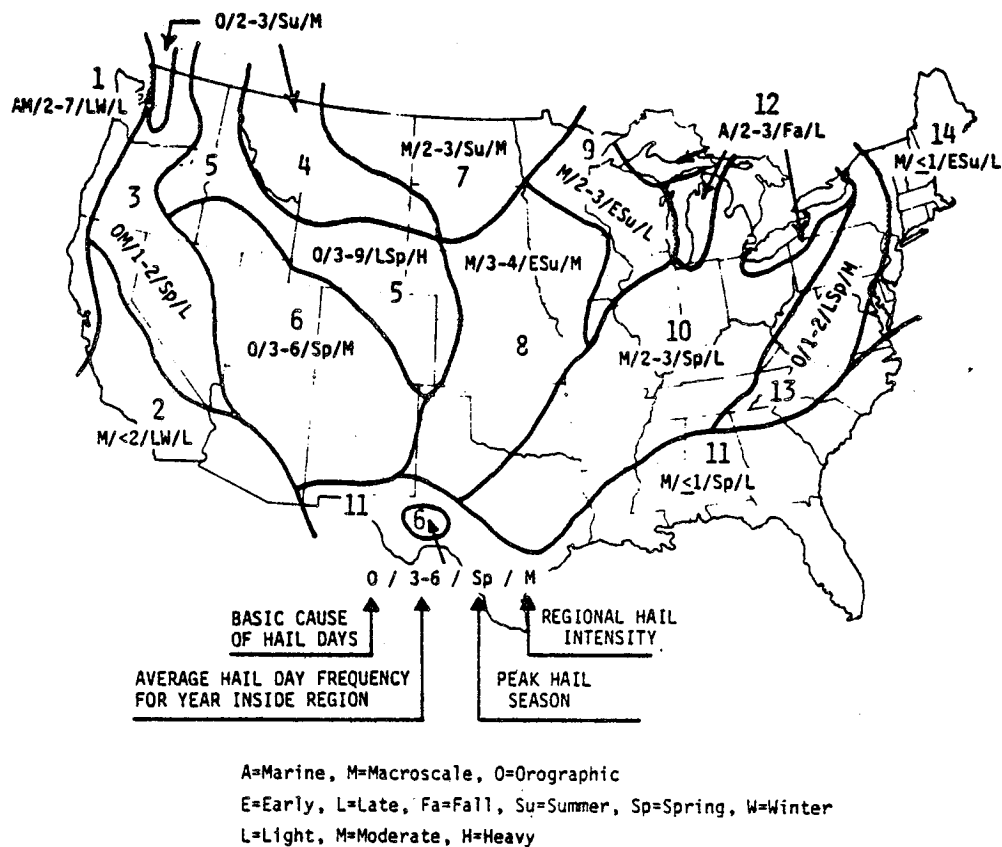 O/2-3/Su/M
1
AM/2-7/LW/L
12
A/2-3/Fa/L
14
M/≤1/ESu/L
9
M/2-3/ESu/L
5
4
M/2-3/Su/M
7
3
OM/1-2/Sp/L
O/3-9/LSp/H
5
M/3-4/ESu/M
6
O/3-6/Sp/M
8
10
M/2-3/Sp/L
O/1-2/LSp/M
13
2
M/<2/LW/L
11
M/≤1/Sp/L
11
6
O / 3-6 / Sp / M
BASIC CAUSE
OF HAIL DAYS
REGIONAL HAIL
INTENSITY
AVERAGE HAIL DAY FREQUENCY
FOR YEAR INSIDE REGION
PEAK HAIL
SEASON
A=Marine, M=Macroscale, O=Orographic
E=Early, L=Late, Fa=Fall, Su=Summer, Sp=Spring, W=Winter
L=Light, M=Moderate, H=Heavy